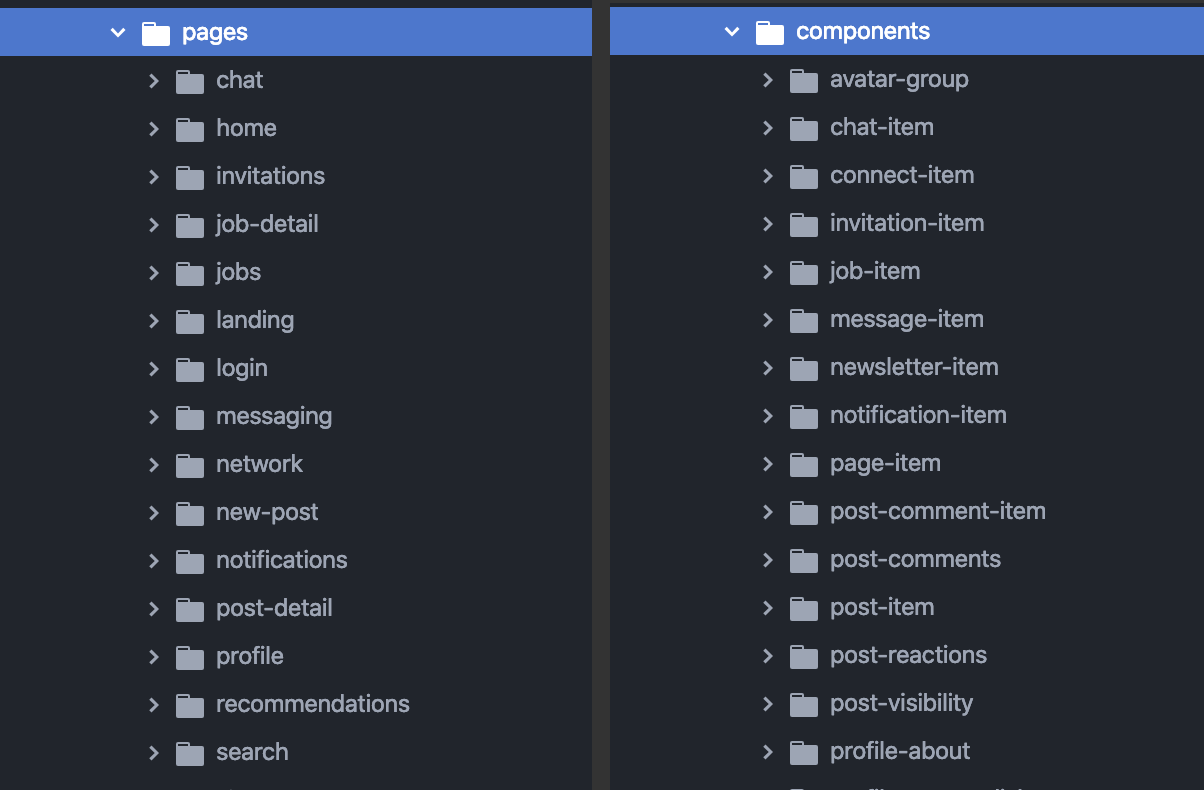 pages
chat
home
invitations
job-detail
jobs
landing
login
messaging
network
new-post
notifications
post-detail
profile
recommendations
search
components
avatar-group
chat-item
connect-item
invitation-item
job-item
message-item
newsletter-item
notification-item
page-item
post-comment-item
post-comments
post-item
post-reactions
post-visibility
profile-about